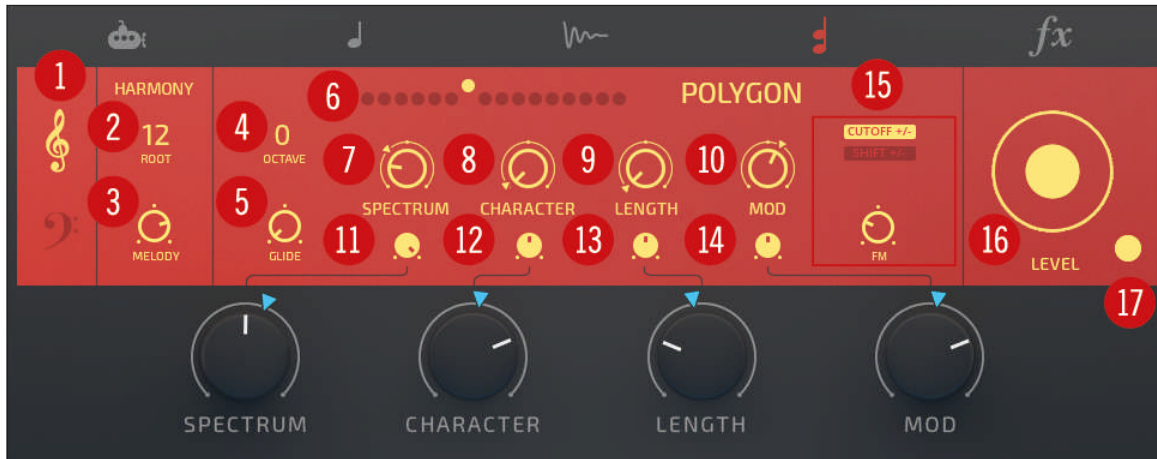 fx
1
HARMONY
6
POLYGON
15
2
12
ROOT
4
0
OCTAVE
CUTOFF +/-
SHIFT +/-
7
8
9
10
3
5
SPECTRUM
CHARACTER
LENGTH
MOD
MELODY
GLIDE
11
12
13
14
FM
16
LEVEL
17
SPECTRUM
CHARACTER
LENGTH
MOD